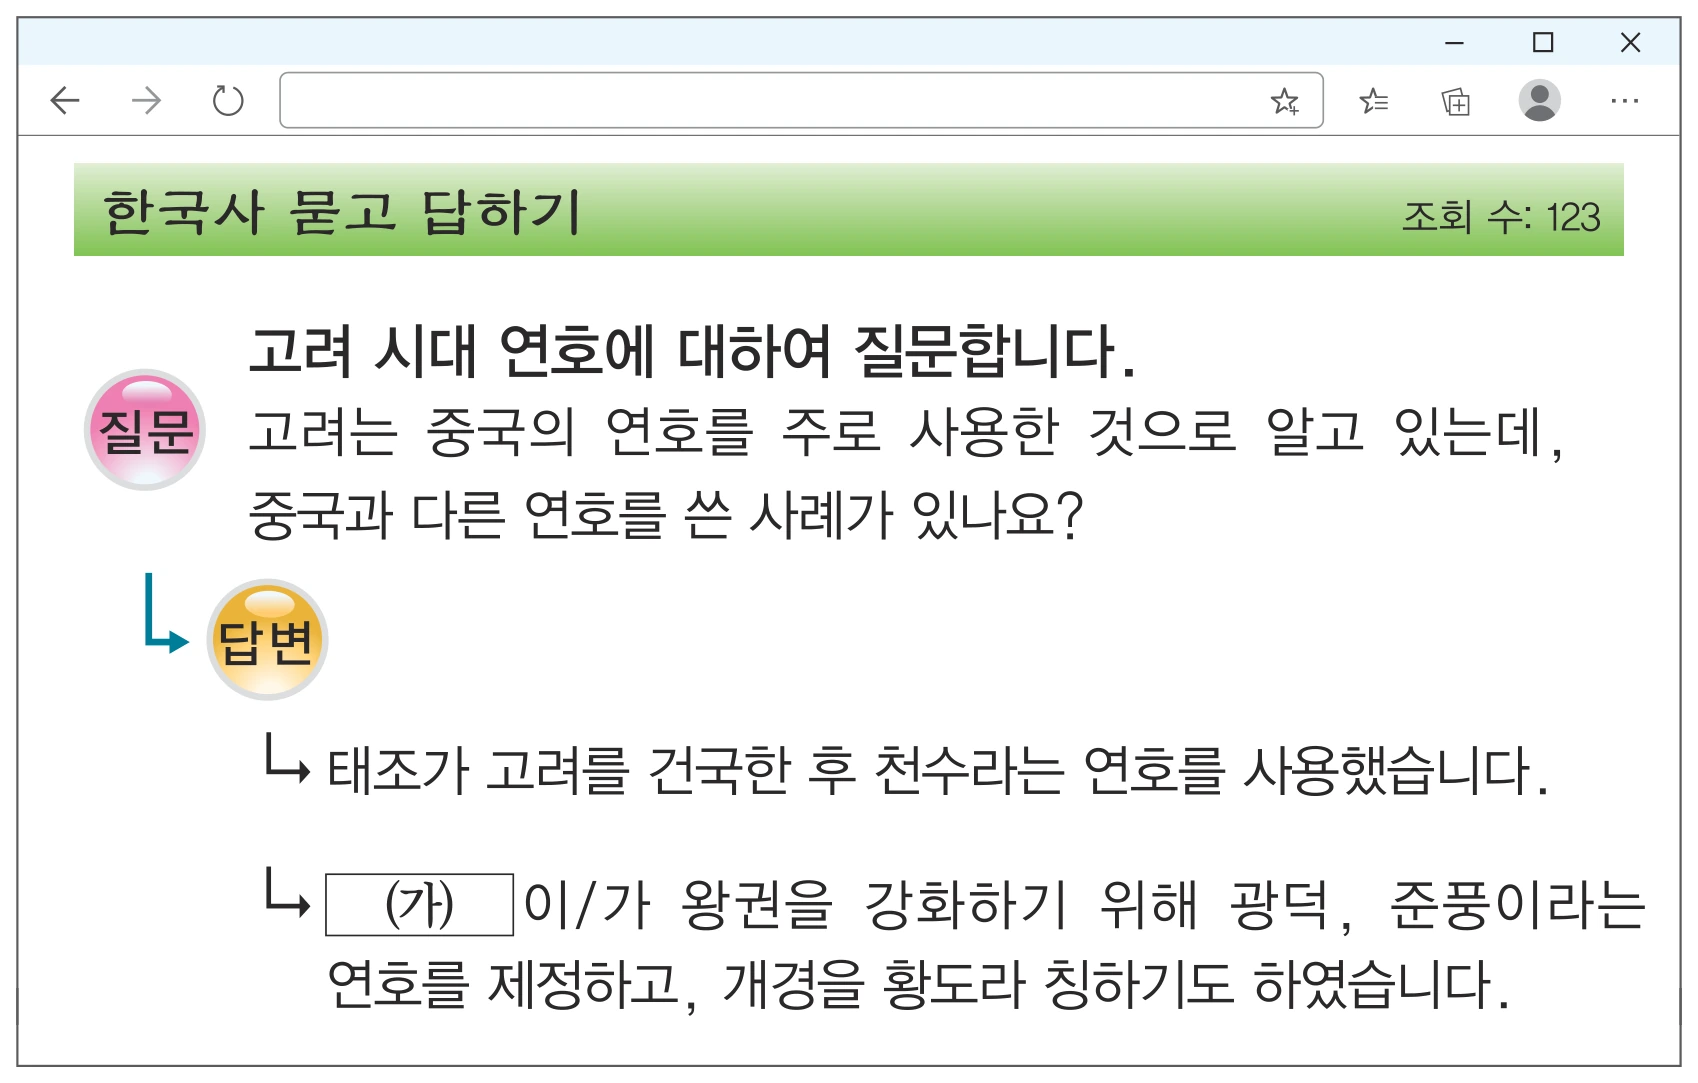 한국사 묻고 답하기
조회 수: 123
고려 시대 연호에 대하여 질문합니다.
질문
고려는 중국의 연호를 주로 사용한 것으로 알고 있는데,
중국과 다른 연호를 쓴 사례가 있나요?
답변
태조가 고려를 건국한 후 천수라는 연호를 사용했습니다.
(가) 이/가 왕권을 강화하기 위해 광덕, 준풍이라는
연호를 제정하고, 개경을 황도라 칭하기도 하였습니다.